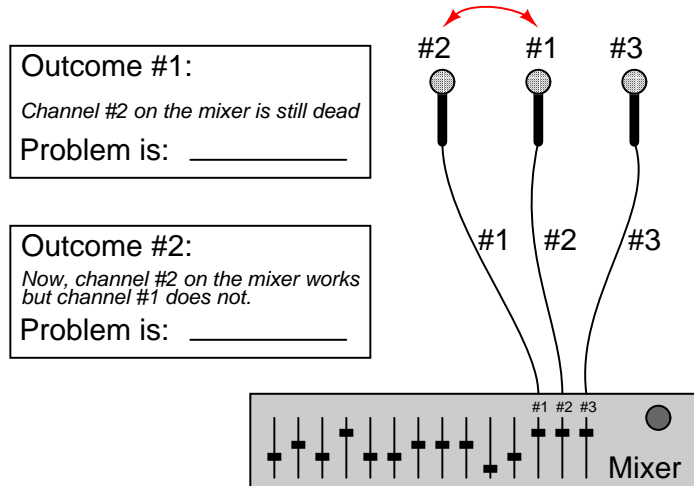 #2 #1 #3
Outcome #1:
Channel #2 on the mixer is still dead
Problem is:
#1 #2 #3
Outcome #2:
Now, channel #2 on the mixer works
but channel #1 does not.
Problem is:
#1 #2 #3
Mixer